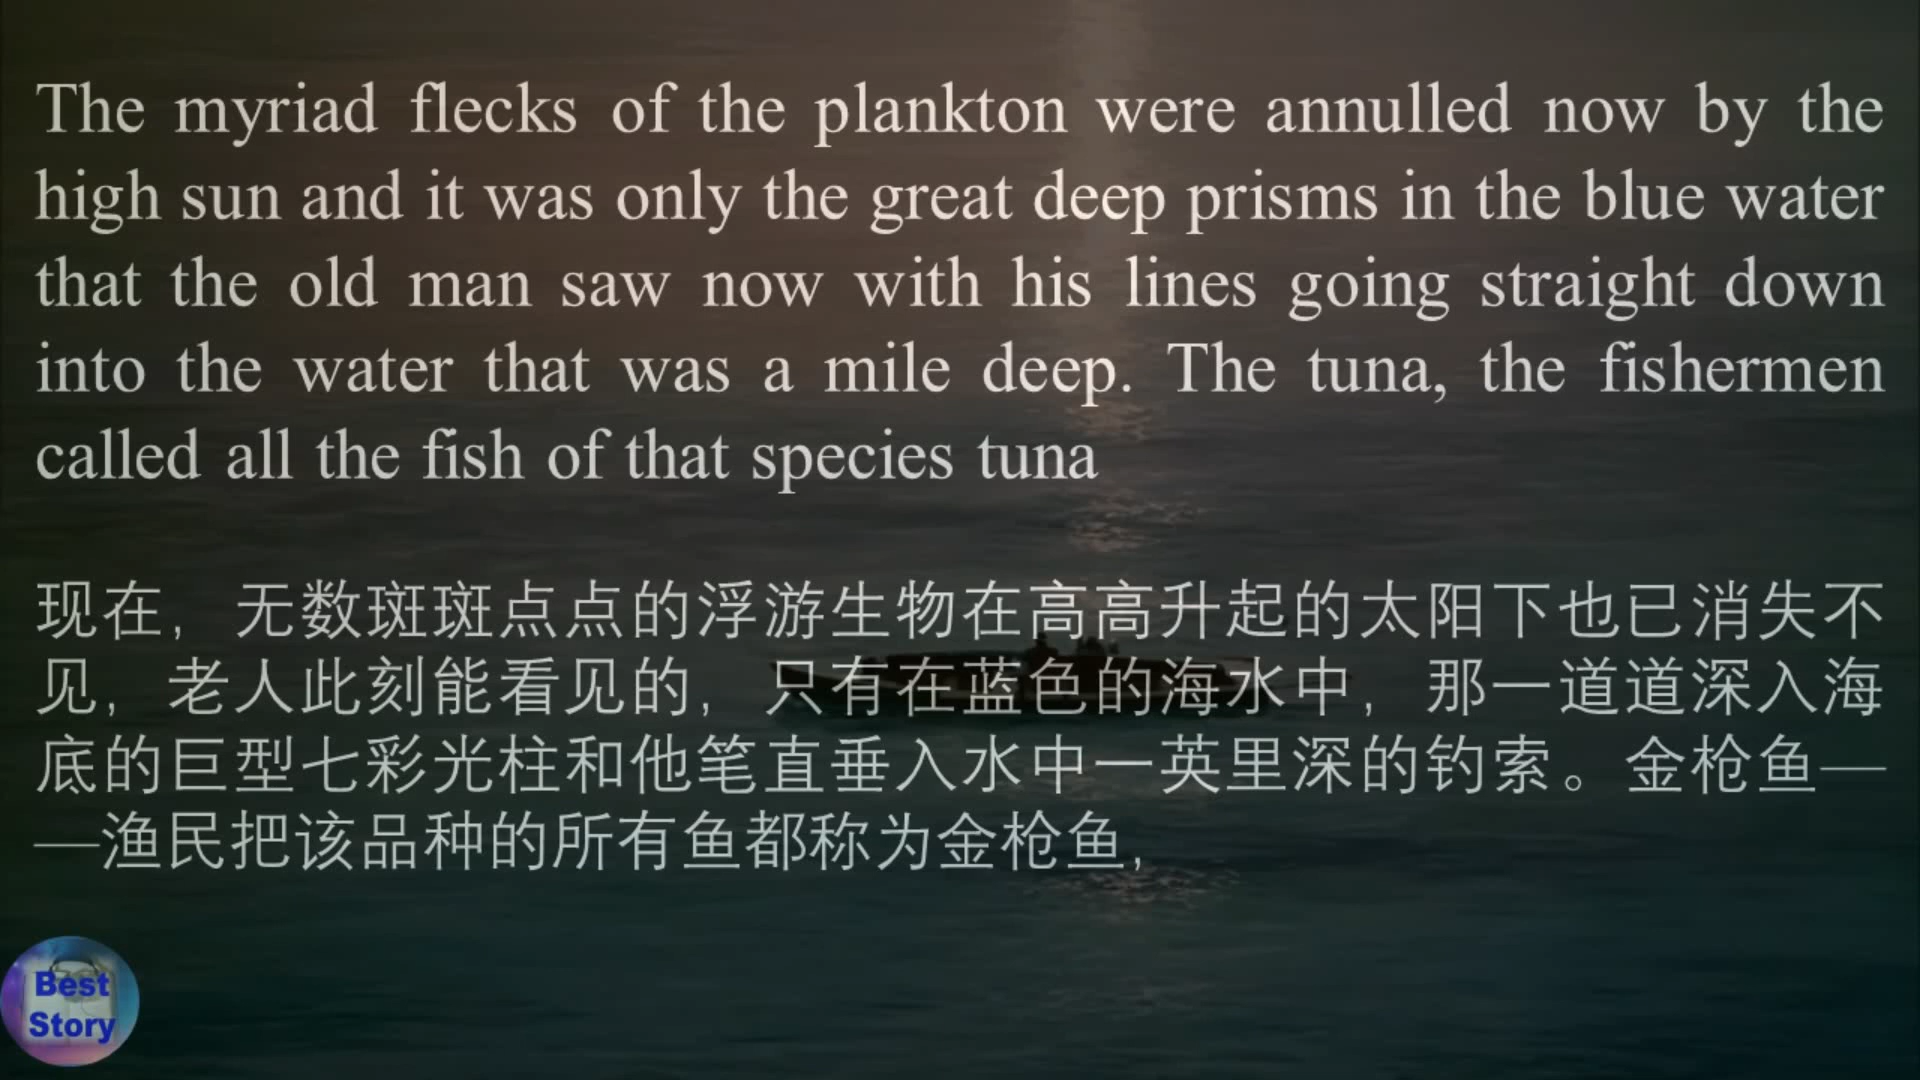 The myriad flecks of the plankton were annulled now by the
high sun and it was only the great deep prisms in the blue water
that the old man saw now with his lines going straight down
into the water that was a mile deep. The tuna, the fishermen
called all the fish of that species tuna
现在，无数斑斑点点的浮游生物在高高升起的太阳下也已消失不
见，老人此刻能看见的，只有在蓝色的海水中，那一道道深入海
底的巨型七彩光柱和他笔直垂入水中一英里深的钓索。金枪鱼—
—渔民把该品种的所有鱼都称为金枪鱼,
Best
Story